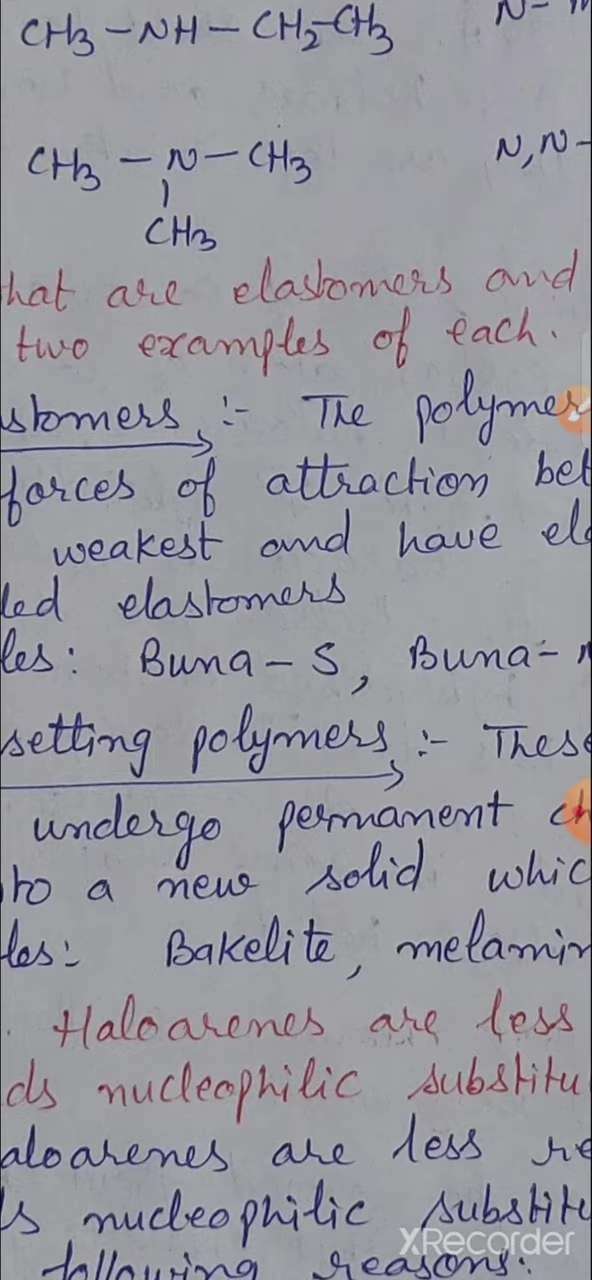 CH3 - NH - CH2-CH3 N-
CH3 - N - CH3 N,N-
CH3
hat are elastomers and
two examples of each.
stomers :- The polymer
forces of attraction bet
weakest and have ela
led elastomers
les: Buna-S, Buna-N
setting polymers :- These
undergo permanent ch
to a new solid whic
les:- Bakelite, melamin
. Haloarenes are less
ds nucleophilic substitu
aloarenes are less re
ds nucleophilic substitu
following reasons:
XRecorder